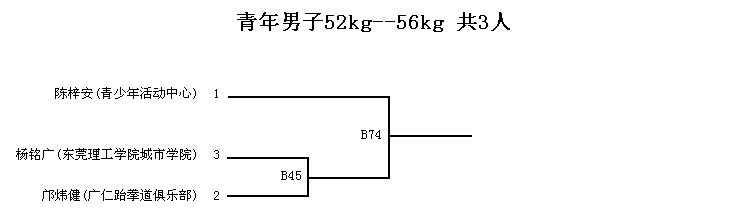 青年男子52kg--56kg 共3人
陈梓安(青少年活动中心) 1
B74
杨铭广(东莞理工学院城市学院) 3
B45
邝炜健(广仁跆拳道俱乐部) 2